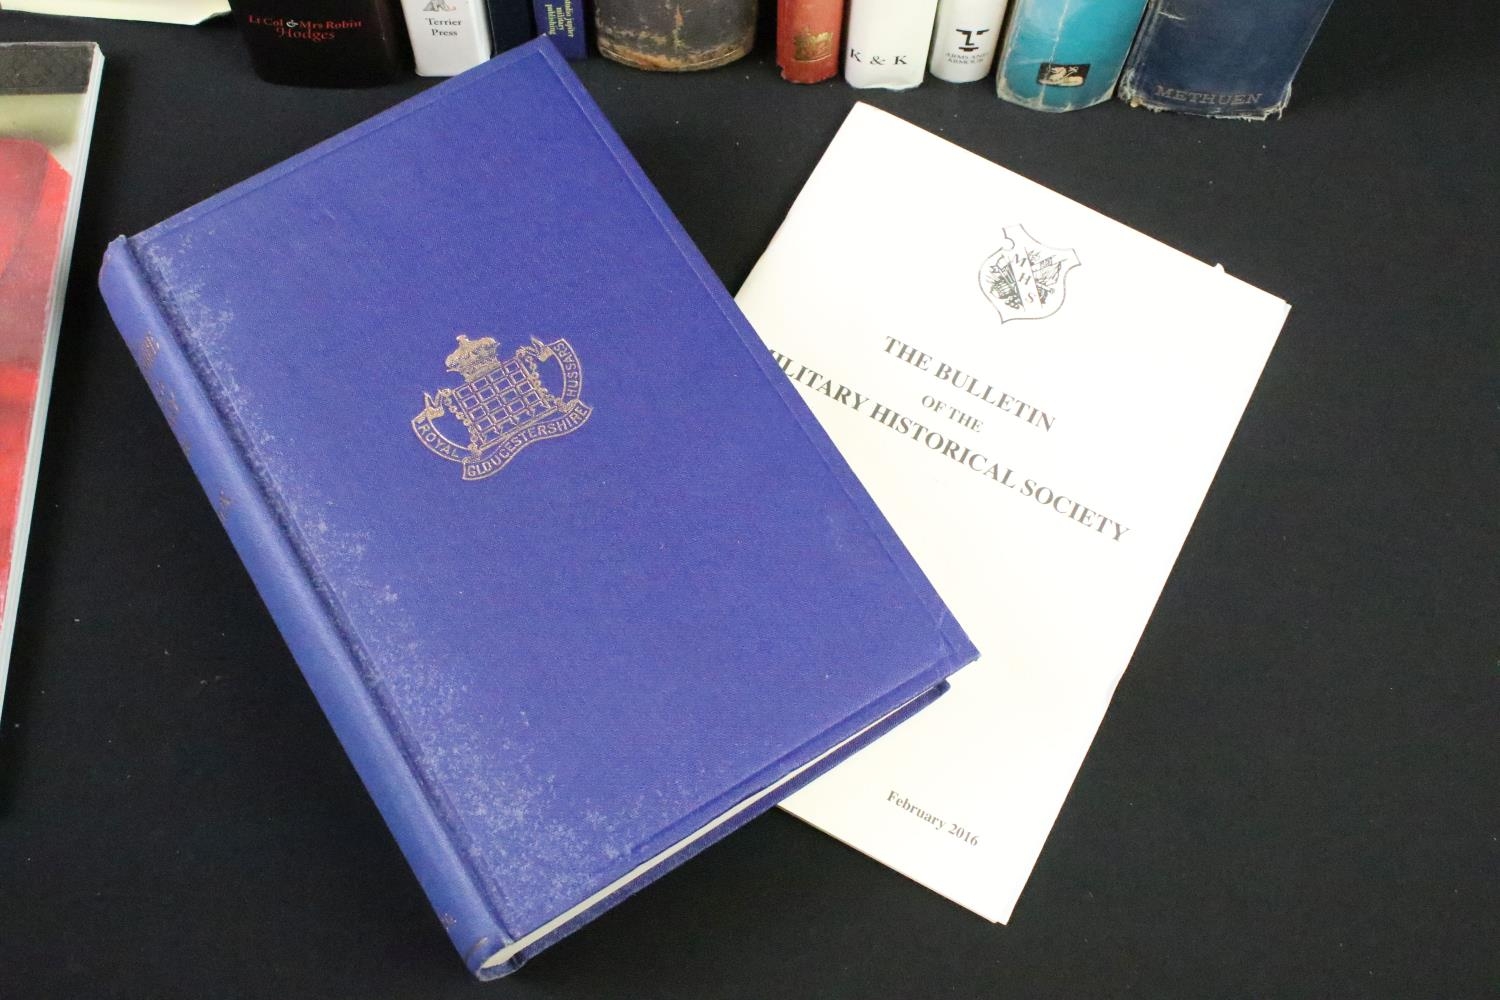 Lt Col & Mrs Robin
Hodges
Terrier
Press
K & K
ARMS AND
ARMOUR
METHUEN
ROYAL
GLOUCESTERSHIRE
HUSSARS
M
H
S
THE BULLETIN
OF THE
MILITARY HISTORICAL SOCIETY
February 2016